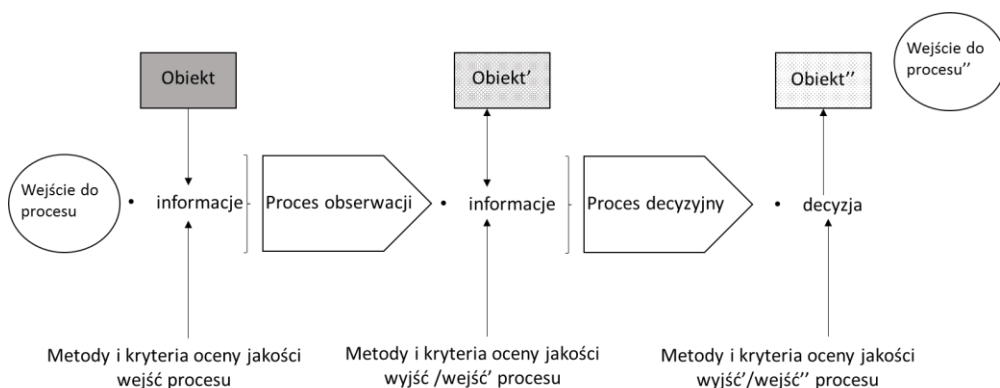 Wejście do
procesu’’
Obiekt
Obiekt’
Obiekt’’
Wejście do
procesu
• informacje
Proces obserwacji
• informacje
Proces decyzyjny
• decyzja
Metody i kryteria oceny jakości
wejść procesu
Metody i kryteria oceny jakości
wyjść /wejść’ procesu
Metody i kryteria oceny jakości
wyjść’/wejść’’ procesu